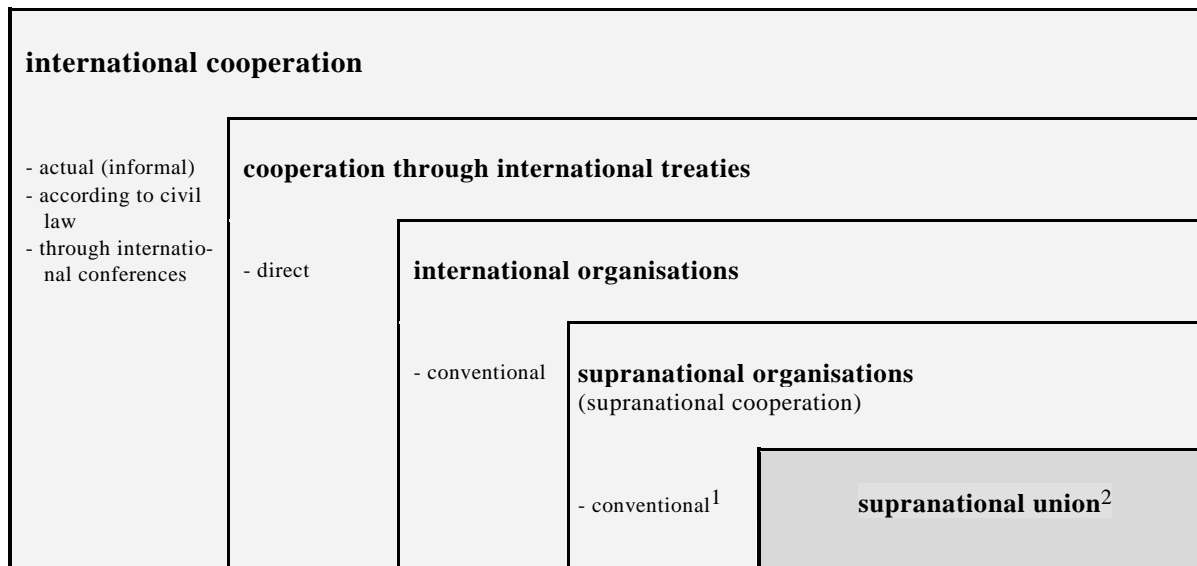 international cooperation
- actual (informal)
- according to civil
law
- through internatio-
nal conferences
cooperation through international treaties
- direct
international organisations
- conventional
supranational organisations
(supranational cooperation)
- conventional1
supranational union2